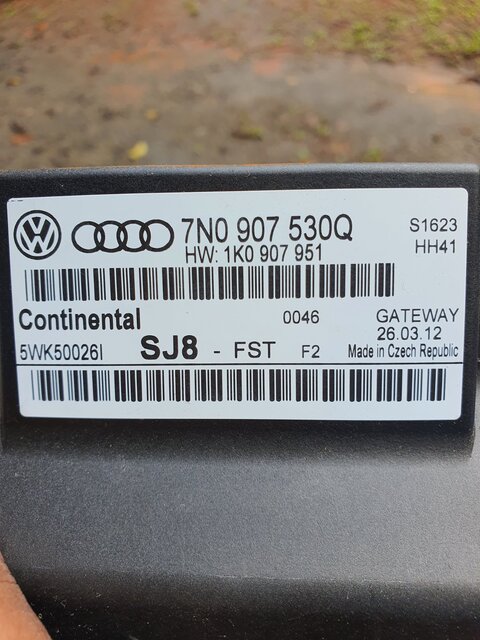 7N0 907 530Q
HW: 1K0 907 951
S1623
HH41
Continental
0046
GATEWAY
26.03.12
5WK50026I
SJ8 - FST F2
Made in Czech Republic